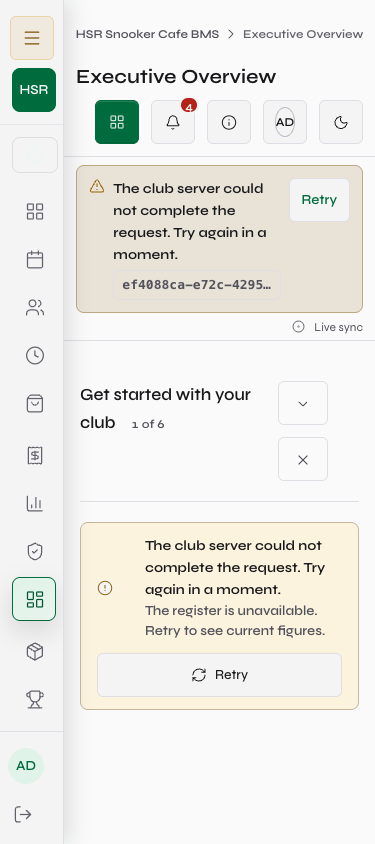 HSR Snooker Cafe BMS > Executive Overview
HSR
Executive Overview
4
AD
The club server could
not complete the
request. Try again in a
moment.
Retry
ef4088ca-e72c-4295…
Live sync
Get started with your
club 1 of 6
The club server could not
complete the request. Try
again in a moment.
The register is unavailable.
Retry to see current figures.
Retry
AD